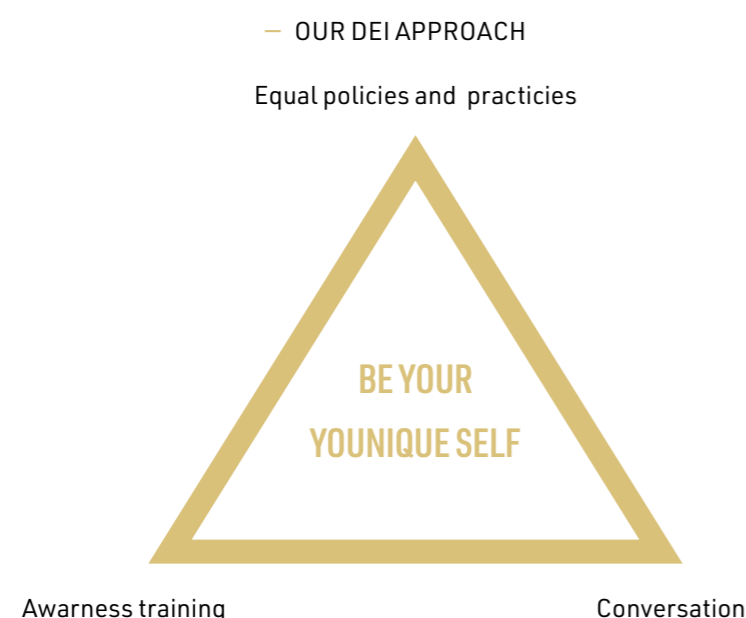 — OUR DEI APPROACH
Equal policies and practicies
BE YOUR
YOUNIQUE SELF
Awarness training
Conversation